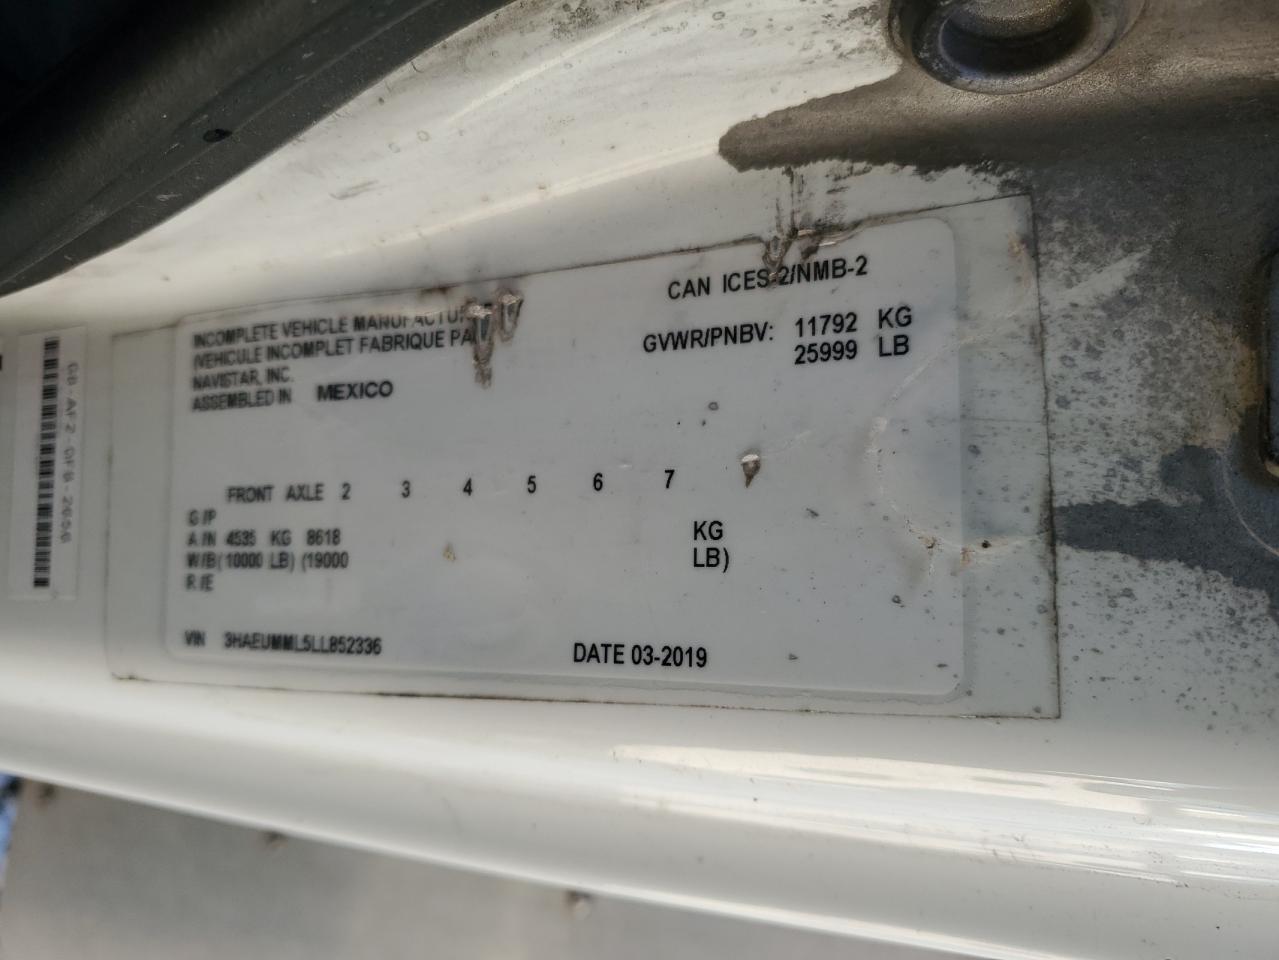 CAN ICES-2/NMB-2
INCOMPLETE VEHICLE MANUFACTU
(VEHICULE INCOMPLET FABRIQUE PA
NAVISTAR, INC.
ASSEMBLED IN MEXICO
GVWR/PNBV: 11792 KG
25999 LB
FRONT AXLE 2 3 4 5 6 7
G /P
A /N 4535 KG 8618 KG
W/B (10000 LB) (19000 LB)
R /E
VIN 3HAEUMML5LL852336
DATE 03-2019